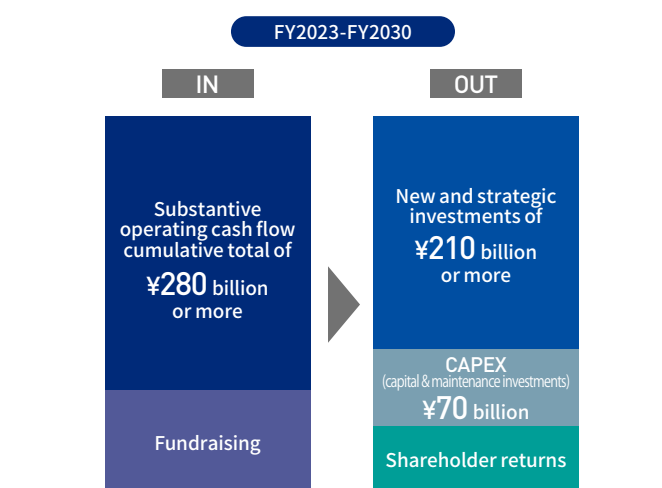 FY2023-FY2030
IN
OUT
Substantive
operating cash flow
cumulative total of
¥280 billion
or more
Fundraising
New and strategic
investments of
¥210 billion
or more
CAPEX
(capital & maintenance investments)
¥70 billion
Shareholder returns